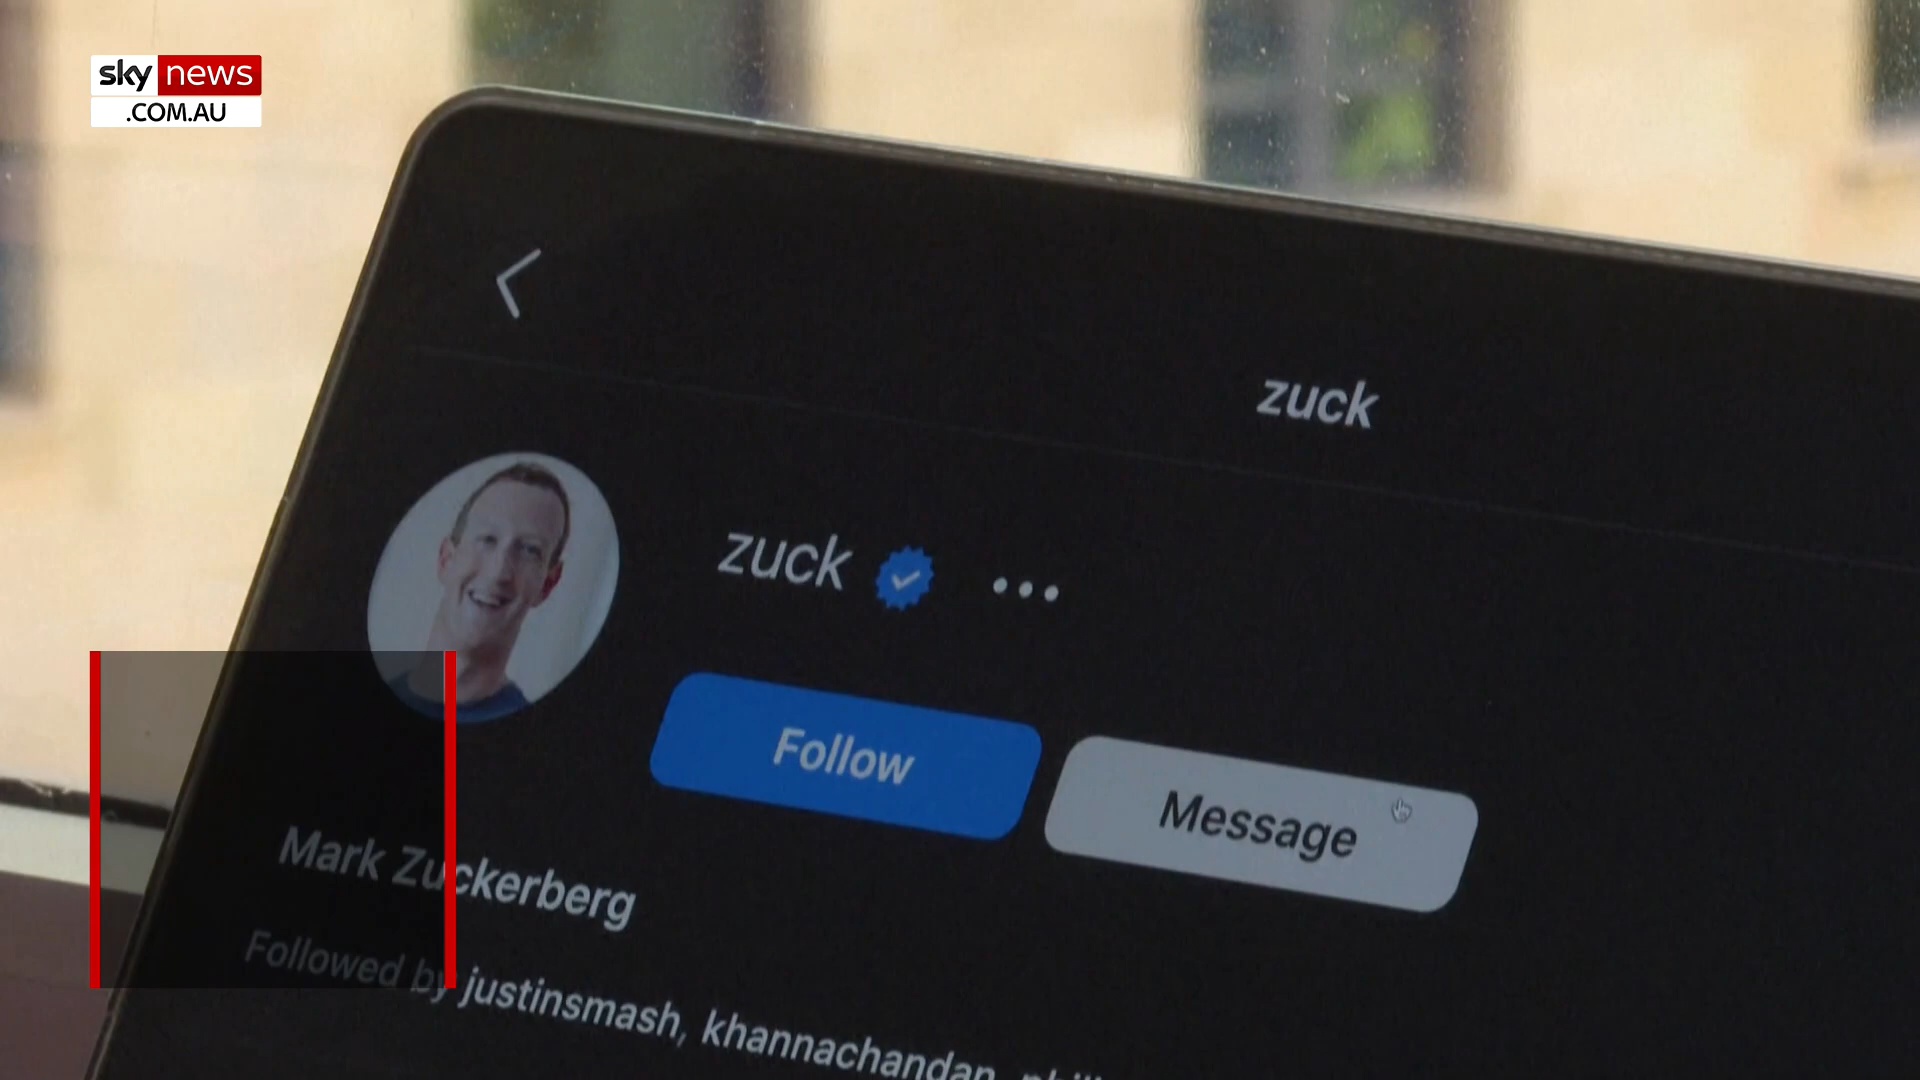 sky news
.COM.AU
zuck
zuck
Follow
Message
Mark Zuckerberg
Followed by justinsmash, khannachandan,